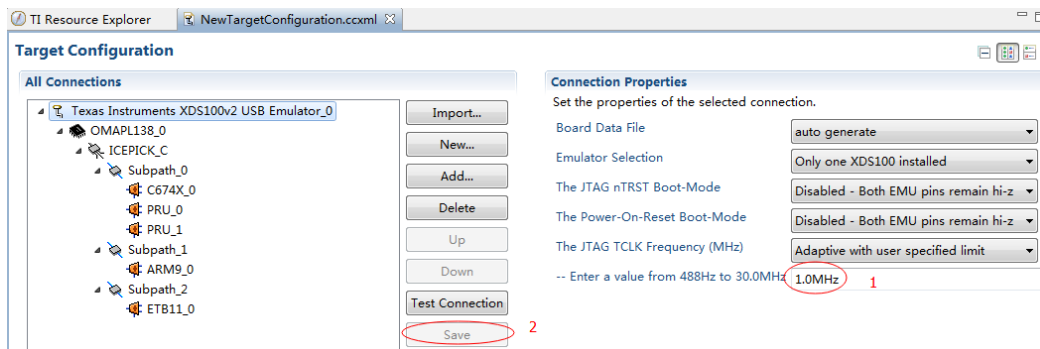 TI Resource Explorer
NewTargetConfiguration.ccxml
Target Configuration
All Connections
Texas Instruments XDS100v2 USB Emulator_0
OMAPL138_0
ICEPICK_C
Subpath_0
C674X_0
PRU_0
PRU_1
Subpath_1
ARM9_0
Subpath_2
ETB11_0
Import...
New...
Add...
Delete
Up
Down
Test Connection
Save
2
Connection Properties
Set the properties of the selected connection.
Board Data File
auto generate
Emulator Selection
Only one XDS100 installed
The JTAG nTRST Boot-Mode
Disabled - Both EMU pins remain hi-z
The Power-On-Reset Boot-Mode
Disabled - Both EMU pins remain hi-z
The JTAG TCLK Frequency (MHz)
Adaptive with user specified limit
-- Enter a value from 488Hz to 30.0MHz
1.0MHz
1